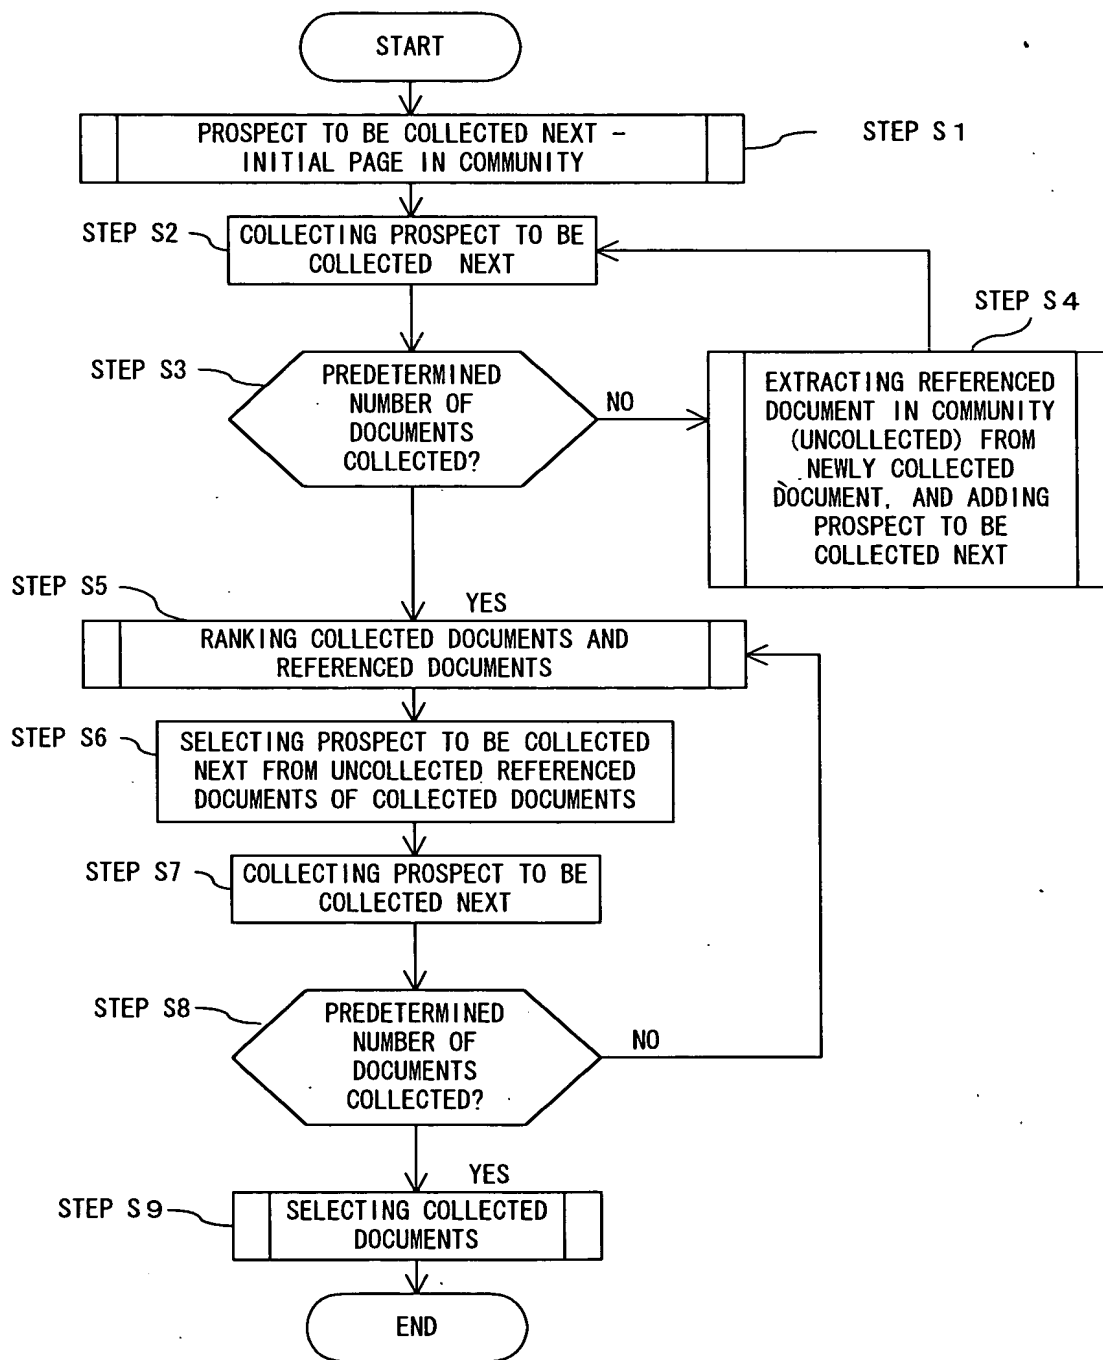 START
PROSPECT TO BE COLLECTED NEXT -
INITIAL PAGE IN COMMUNITY
STEP S1
STEP S2
COLLECTING PROSPECT TO BE
COLLECTED NEXT
STEP S4
STEP S3
PREDETERMINED
NUMBER OF
DOCUMENTS
COLLECTED?
NO
EXTRACTING REFERENCED
DOCUMENT IN COMMUNITY
(UNCOLLECTED) FROM
NEWLY COLLECTED
DOCUMENT, AND ADDING
PROSPECT TO BE
COLLECTED NEXT
STEP S5
YES
RANKING COLLECTED DOCUMENTS AND
REFERENCED DOCUMENTS
STEP S6
SELECTING PROSPECT TO BE COLLECTED
NEXT FROM UNCOLLECTED REFERENCED
DOCUMENTS OF COLLECTED DOCUMENTS
STEP S7
COLLECTING PROSPECT TO BE
COLLECTED NEXT
STEP S8
PREDETERMINED
NUMBER OF
DOCUMENTS
COLLECTED?
NO
YES
STEP S9
SELECTING COLLECTED
DOCUMENTS
END